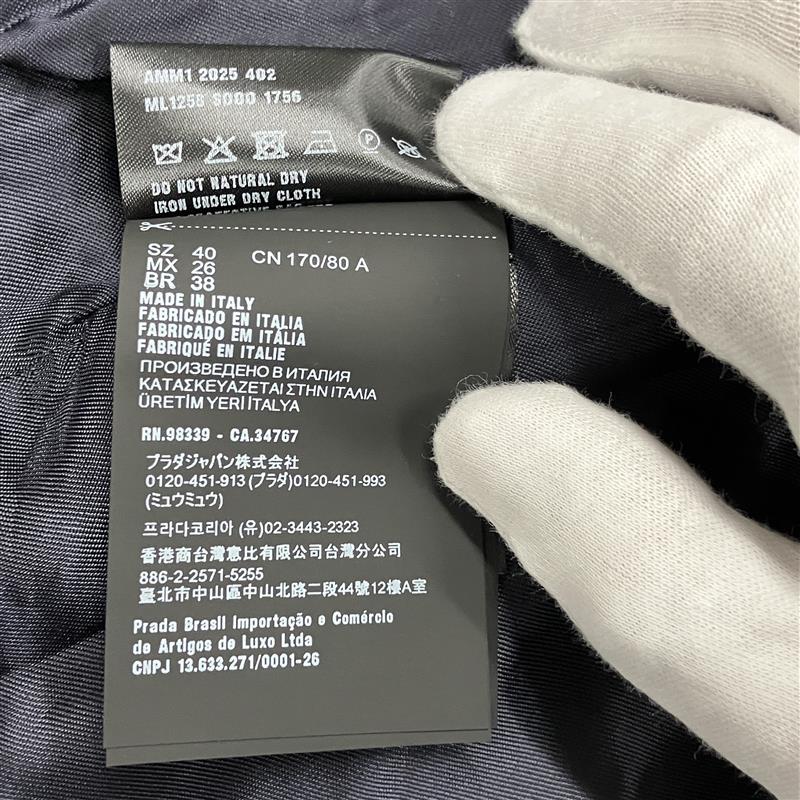 AMM1 2025 402
ML1258 SOOO 1756
P
DO NOT NATURAL DRY
IRON UNDER DRY CLOTH
SZ 40 CN 170/80 A
MX 26
BR 38
MADE IN ITALY
FABRICADO EN ITALIA
FABRICADO EM ITÁLIA
FABRIQUÉ EN ITALIE
ПРОИЗВЕДЕНО В ИТАЛИЯ
ΚΑΤΑΣΚΕΥΑΖΕΤΑΙ ΣΤΗΝ ΙΤΑΛΙΑ
ÜRETİM YERİ İTALYA
RN.98339 - CA.34767
プラダジャパン株式会社
0120-451-913 (プラダ)0120-451-993
(ミュウミュウ)
프라다코리아 (유)02-3443-2323
香港商台灣意比有限公司台灣分公司
886-2-2571-5255
臺北市中山區中山北路二段44號12樓A室
Prada Brasil Importação e Comércio
de Artigos de Luxo Ltda
CNPJ 13.633.271/0001-26